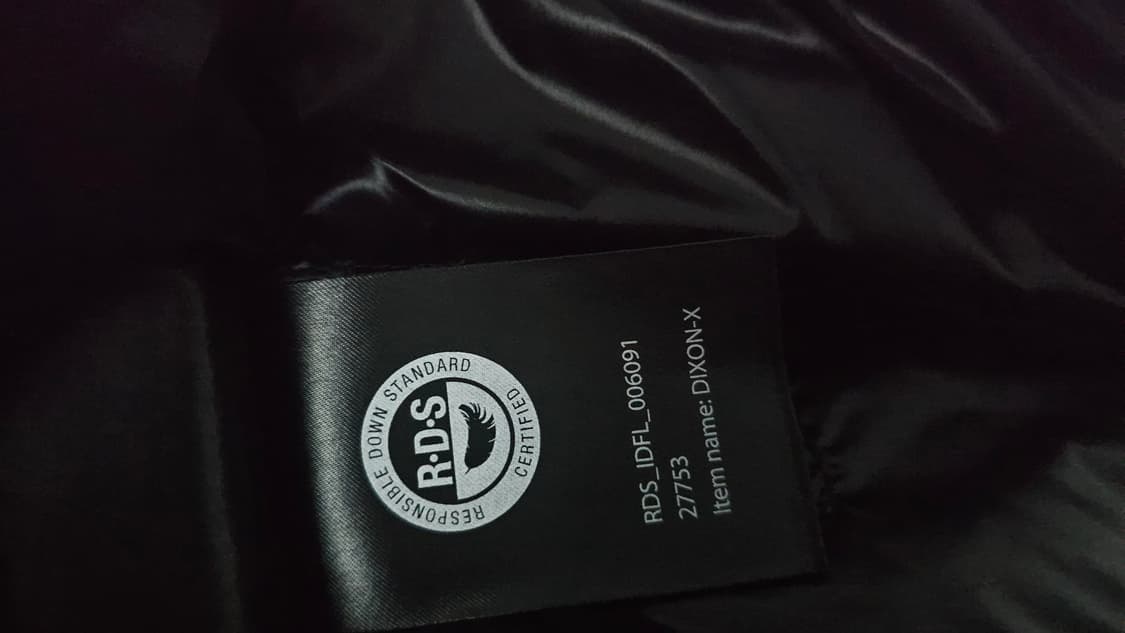 RESPONSIBLE DOWN STANDARD
R·D·S
CERTIFIED
RDS_IDFL_006091
27753
Item name: DIXON-X